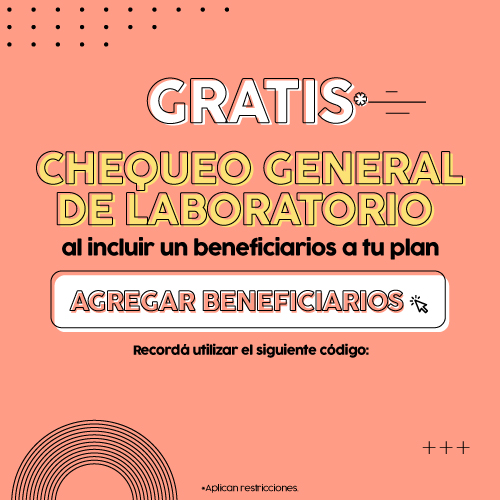 GRATIS*
CHEQUEO GENERAL
DE LABORATORIO
al incluir un beneficiarios a tu plan
AGREGAR BENEFICIARIOS
Recordá utilizar el siguiente código:
*Aplican restricciones.